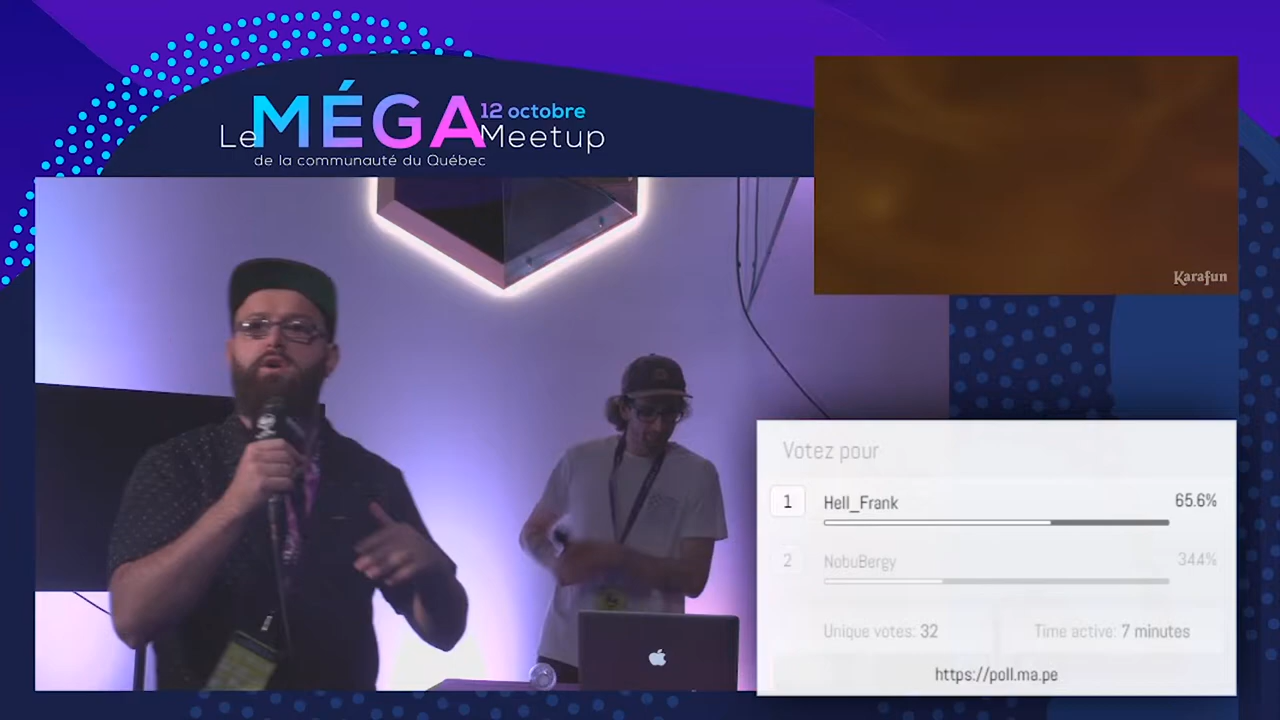 12 octobre
Le MÉGA Meetup
de la communauté du Québec
Karafun
Votez pour
1 Hell_Frank 65.6%
2 NobuBergy 34.4%
Unique votes: 32 Time active: 7 minutes
https://poll.ma.pe